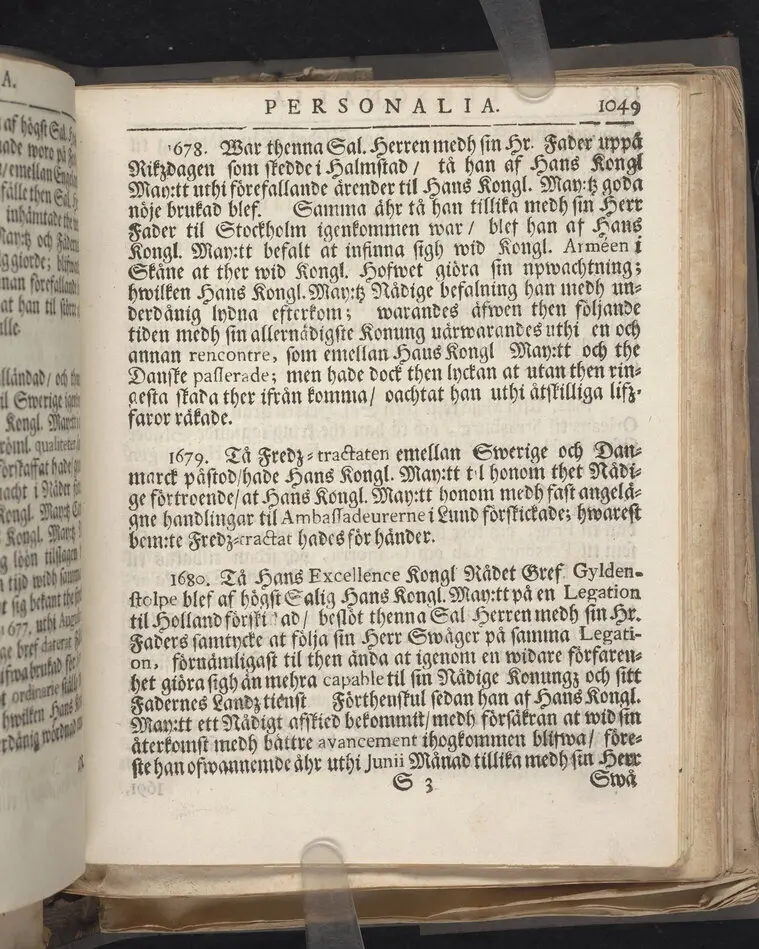 PERSONALIA. 1049
1678. War thenna Sal. Herren medh sin Hr. Fader uppå
Rikzdagen som skedde i Halmstad / tå han af Hans Kongl
May:tt uthi förefallande ärender til Hans Kongl. May:tz goda
nöje brukad blef. Samma åhr tå han tillika medh sin Herr
Fader til Stockholm igenkommen war / blef han af Hans
Kongl. May:tt befalt at infinna sigh wid Kongl. Arméen i
Skåne at ther wid Kongl. Hofwet giöra sin upwachtning;
hwilken Hans Kongl. May:tz Nådige befalning han medh un-
derdånig lydna efterkom; warandes äfwen then följande
tiden medh sin allernådigste Konung närwarandes uthi en och
annan rencontre, som emellan Hans Kongl May:tt och the
Danske passerade; men hade dock then lyckan at utan then rin-
gesta skada ther ifrån komma / oachtat han uthi åtskilliga lifz-
faror råkade.
1679. Tå Fredz-tractaten emellan Swerige och Dan-
marck påstod / hade Hans Kongl. May:tt til honom thet Nådi-
ge förtroende / at Hans Kongl. May:tt honom medh fast angelä-
gne handlingar til Ambassadeurerne i Lund förskickade; hwarest
bem:te Fredz-tractat hades för händer.
1680. Tå Hans Excellence Kongl Rådet Gref Gylden-
stolpe blef af högst Salig Hans Kongl. May:tt på en Legation
til Holland förskickad / beslöt thenna Sal Herren medh sin Hr.
Faders samtycke at följa sin Herr Swåger på samma Legati-
on, förnämligast til then ända at igenom en widare förfaren-
het giöra sigh än mehra capable til sin Nådige Konungz och sitt
Fädernes Landz tienst Förthenskul sedan han af Hans Kongl.
May:tt ett Nådigt afskied bekommit / medh försäkran at wid sin
återkomst medh bättre avancement ihogkommen blifwa / före-
ste han ofwannemde åhr uthi Junii Månad tillika medh sin Herr
S 3 Swå